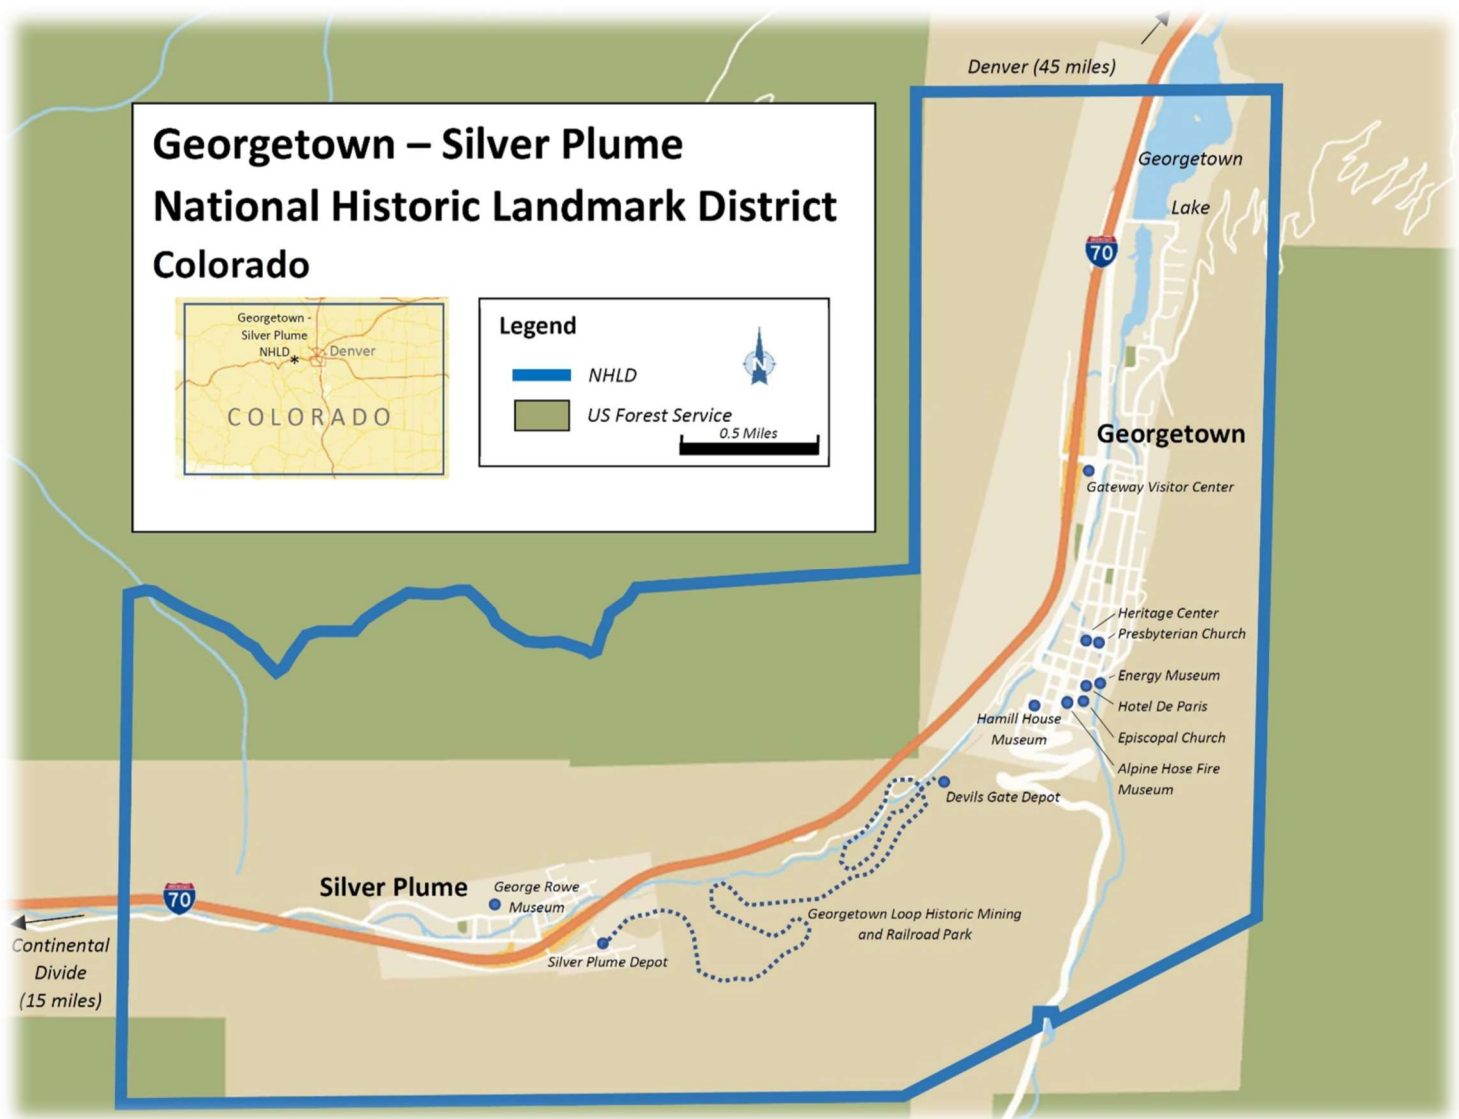 Denver (45 miles)
Georgetown – Silver Plume
National Historic Landmark District
Colorado
Georgetown -
Silver Plume
NHLD *
Denver
COLORADO
Legend
N
NHLD
US Forest Service
0.5 Miles
Georgetown
Lake
70
Georgetown
Gateway Visitor Center
Heritage Center
Presbyterian Church
Energy Museum
Hotel De Paris
Hamill House
Museum
Episcopal Church
Alpine Hose Fire
Museum
Devils Gate Depot
Silver Plume
George Rowe
Museum
70
Georgetown Loop Historic Mining
and Railroad Park
Silver Plume Depot
Continental
Divide
(15 miles)